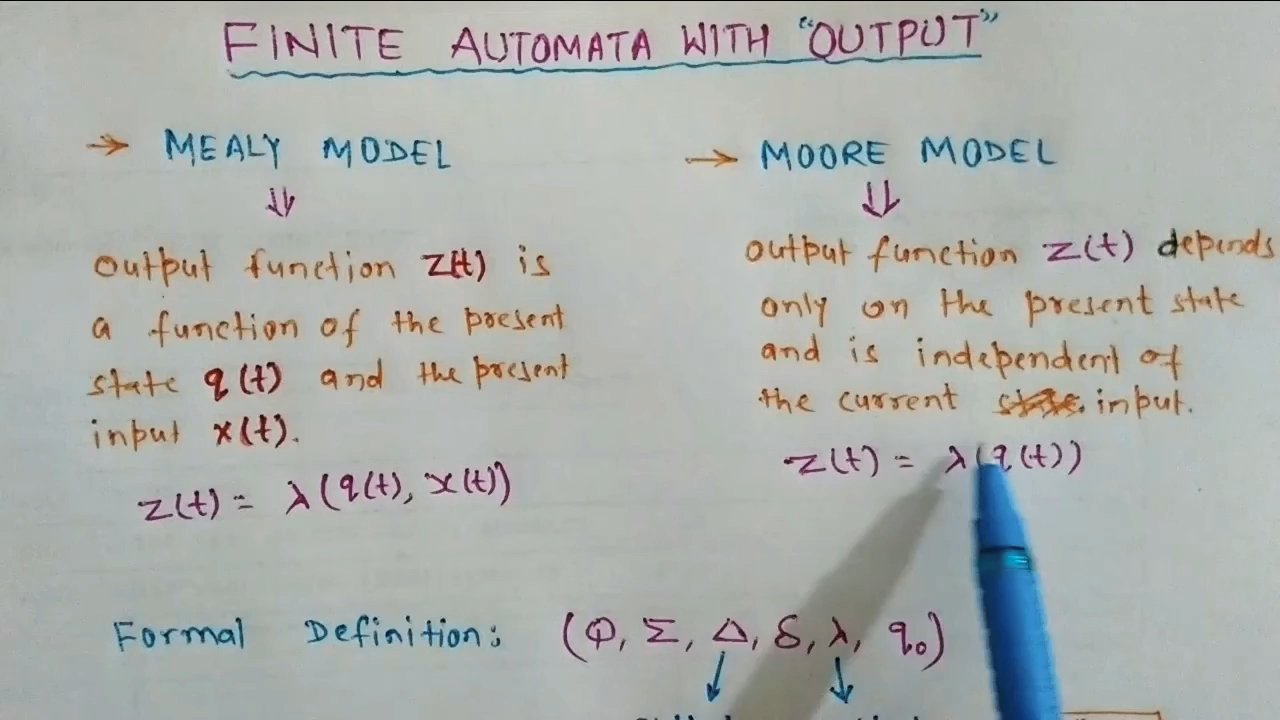 FINITE AUTOMATA WITH "OUTPUT"
→ MEALY MODEL
⇓
output function z(t) is
a function of the present
state q(t) and the present
input x(t).
z(t) = λ(q(t), x(t))
→ MOORE MODEL
⇓
output function z(t) depends
only on the present state
and is independent of
the current input.
z(t) = λ(q(t))
Formal Definition: (Q, Σ, Δ, δ, λ, q₀)